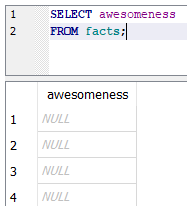 1 SELECT awesomeness
2 FROM facts;
awesomeness
1 NULL
2 NULL
3 NULL
4 NULL